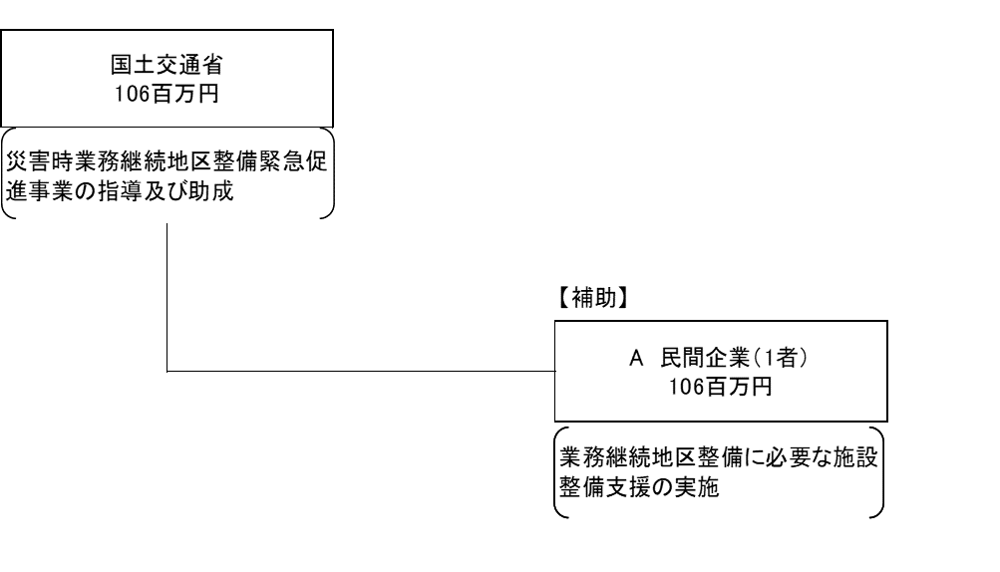 国土交通省
106百万円
災害時業務継続地区整備緊急促
進事業の指導及び助成
【補助】
A　民間企業（1者）
106百万円
業務継続地区整備に必要な施設
整備支援の実施